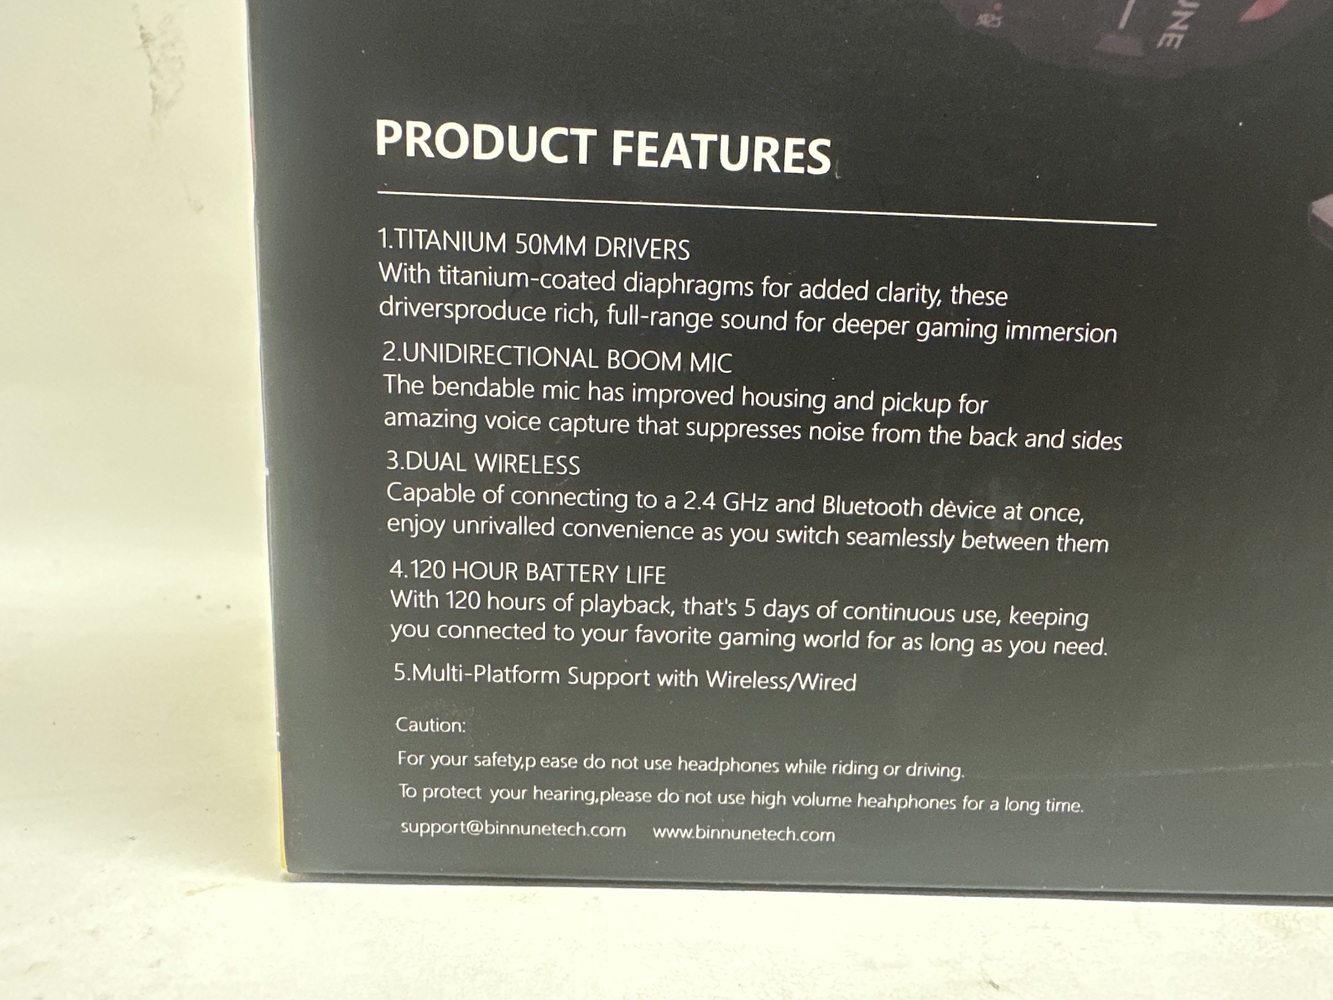 UNE
PRODUCT FEATURES
1.TITANIUM 50MM DRIVERS
With titanium-coated diaphragms for added clarity, these
driversproduce rich, full-range sound for deeper gaming immersion
2.UNIDIRECTIONAL BOOM MIC
The bendable mic has improved housing and pickup for
amazing voice capture that suppresses noise from the back and sides
3.DUAL WIRELESS
Capable of connecting to a 2.4 GHz and Bluetooth device at once,
enjoy unrivalled convenience as you switch seamlessly between them
4.120 HOUR BATTERY LIFE
With 120 hours of playback, that's 5 days of continuous use, keeping
you connected to your favorite gaming world for as long as you need.
5.Multi-Platform Support with Wireless/Wired
Caution:
For your safety,p ease do not use headphones while riding or driving.
To protect your hearing,please do not use high volume heahphones for a long time.
support@binnunetech.com www.binnunetech.com